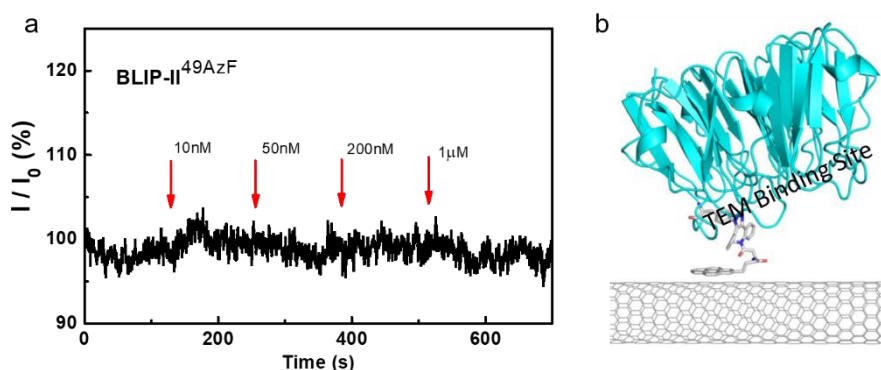 a
BLIP-II49AzF
10nM
50nM
200nM
1μM
I / I0 (%)
120
110
100
90
0
200
400
600
Time (s)
b
TEM Binding Site